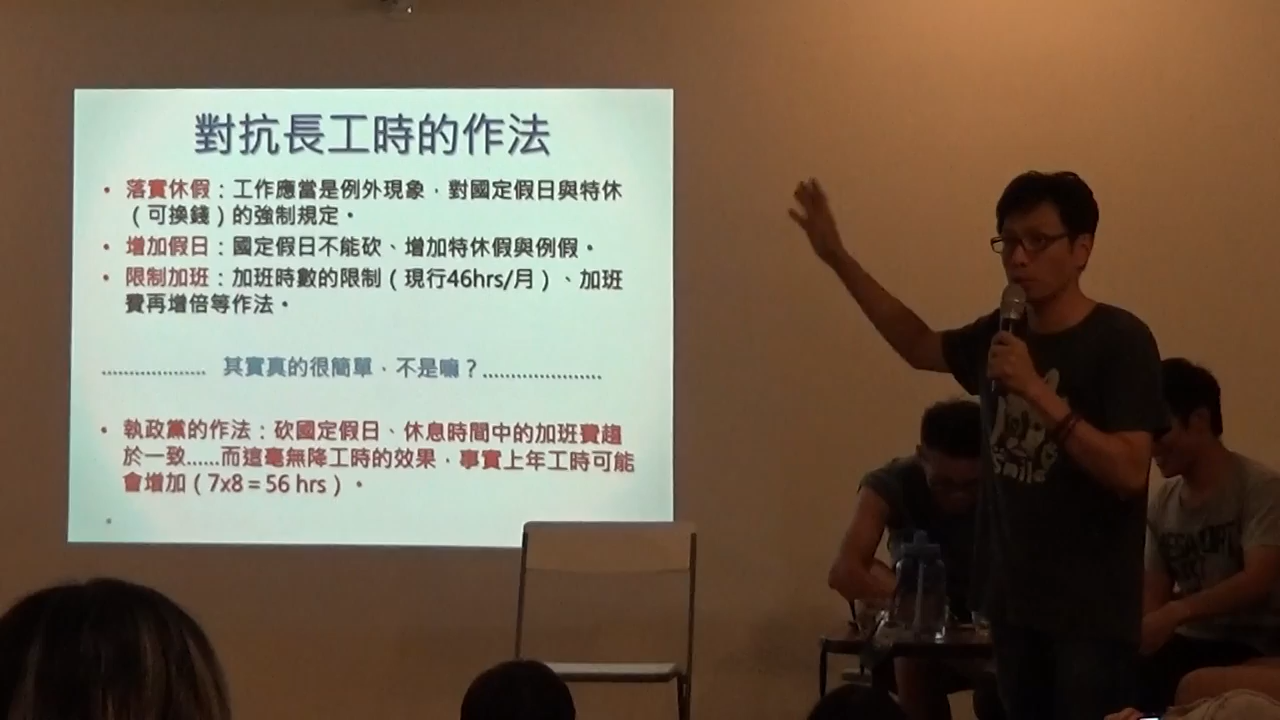 對抗長工時的作法
• 落實休假：工作應當是例外現象，對國定假日與特休
（可換錢）的強制規定。
• 增加假日：國定假日不能砍、增加特休假與例假。
• 限制加班：加班時數的限制（現行46hrs/月）、加班
費再增倍等作法。
................... 其實真的很簡單，不是嘛？.....................
• 執政黨的作法：砍國定假日、休息時間中的加班費趨
於一致......而這毫無降工時的效果，事實上年工時可能
會增加（7x8 = 56 hrs）。
Smile